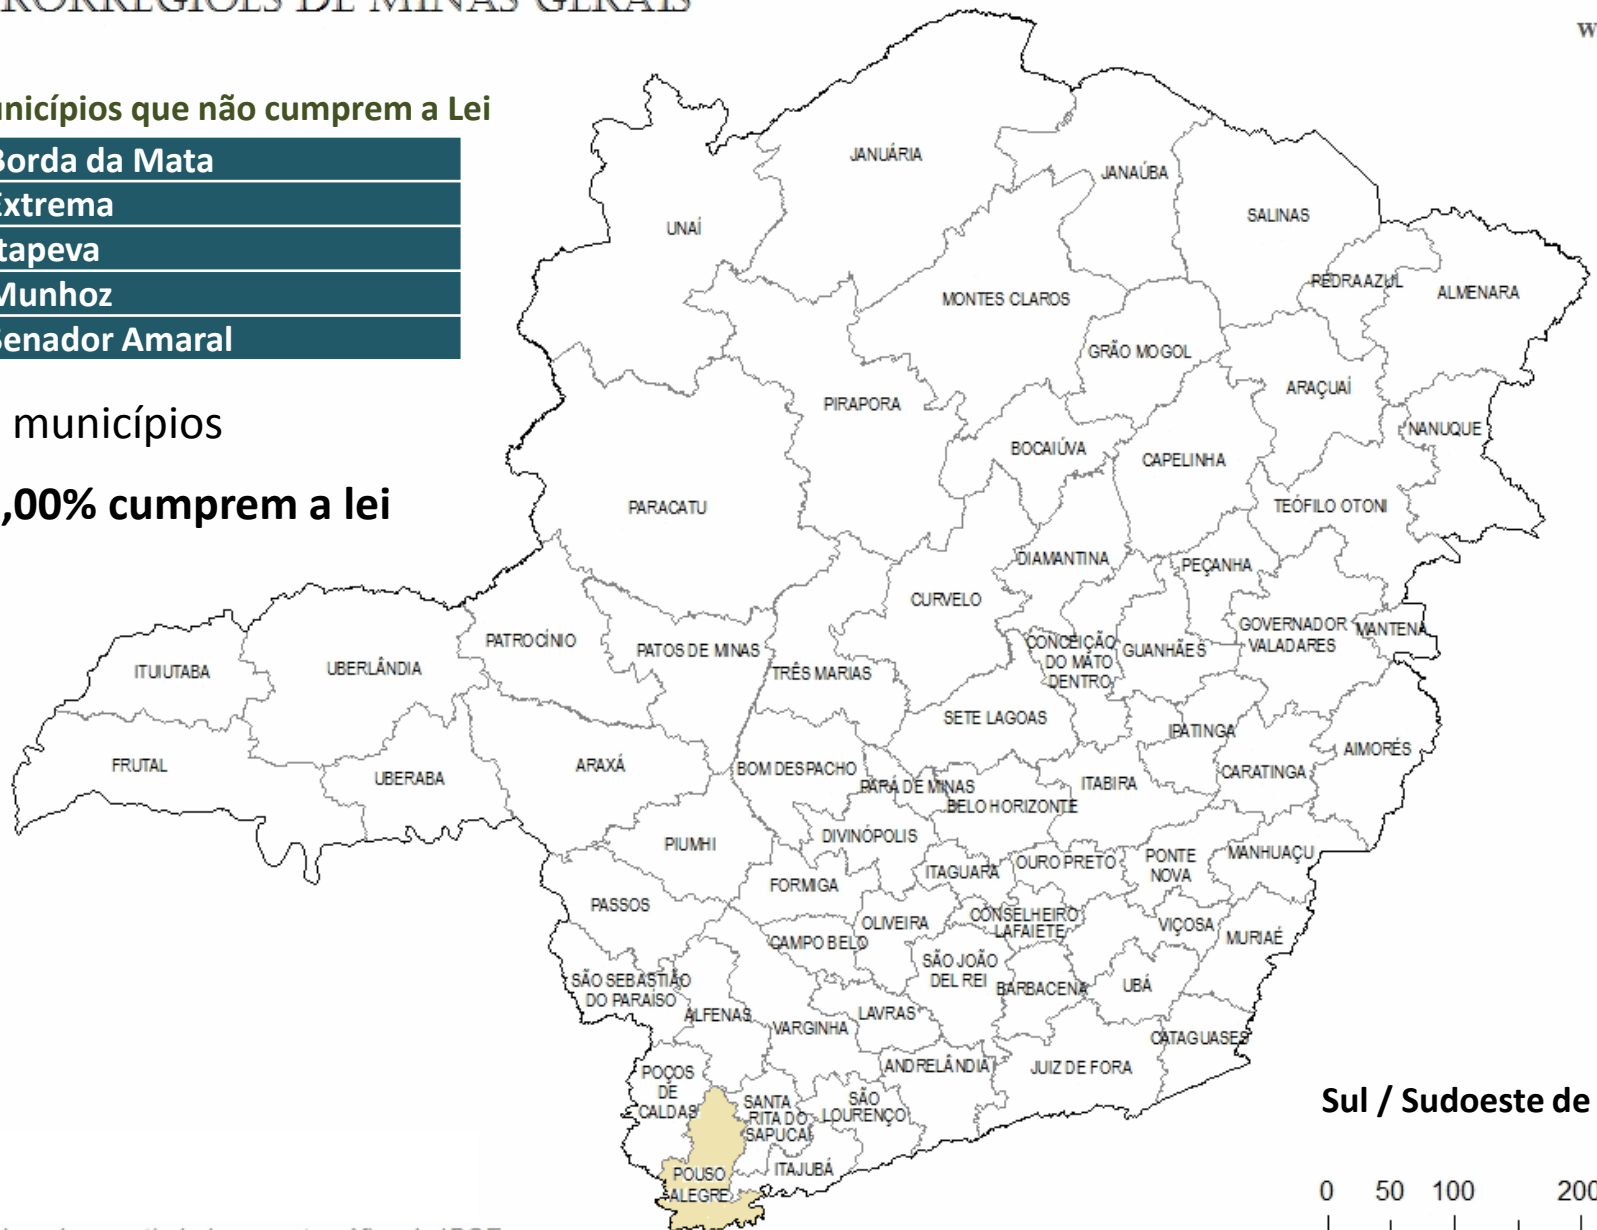 RORREGIÕES DE MINAS GERAIS
w
unicípios que não cumprem a Lei
Borda da Mata
Extrema
Itapeva
Munhoz
Senador Amaral
municípios
,00% cumprem a lei
JANUÁRIA
JANAÚBA
SALINAS
UNAÍ
PEDRA AZUL
ALMENARA
MONTES CLAROS
GRÃO MOGOL
ARAÇUAÍ
PIRAPORA
NANUQUE
BOCAIÚVA
CAPELINHA
PARACATU
TEÓFILO OTONI
DIAMANTINA
PEÇANHA
CURVELO
PATROCÍNIO
PATOS DE MINAS
CONCEIÇÃO
DO MATO
DENTRO
GUANHÃES
GOVERNADOR
VALADARES
MANTENA
ITUIUTABA
UBERLÂNDIA
TRÊS MARIAS
SETE LAGOAS
IPATINGA
AIMORÉS
FRUTAL
UBERABA
ARAXÁ
BOM DESPACHO
PARÁ DE MINAS
BELO HORIZONTE
ITABIRA
CARATINGA
PIUMHI
DIVINÓPOLIS
ITAGUARA
OURO PRETO
PONTE
NOVA
MANHUAÇU
FORMIGA
PASSOS
OLIVEIRA
CONSELHEIRO
LAFAIETE
VIÇOSA
MURIAÉ
CAMPO BELO
SÃO JOÃO
DEL REI
BARBACENA
UBÁ
SÃO SEBASTIÃO
DO PARAÍSO
ALFENAS
VARGINHA
LAVRAS
CATAGUASES
POÇOS
DE
CALDAS
ANDRELÂNDIA
JUIZ DE FORA
SANTA
RITA DO
SAPUCAÍ
SÃO
LOURENÇO
Sul / Sudoeste de
POUSO
ALEGRE
ITAJUBÁ
0 50 100 200